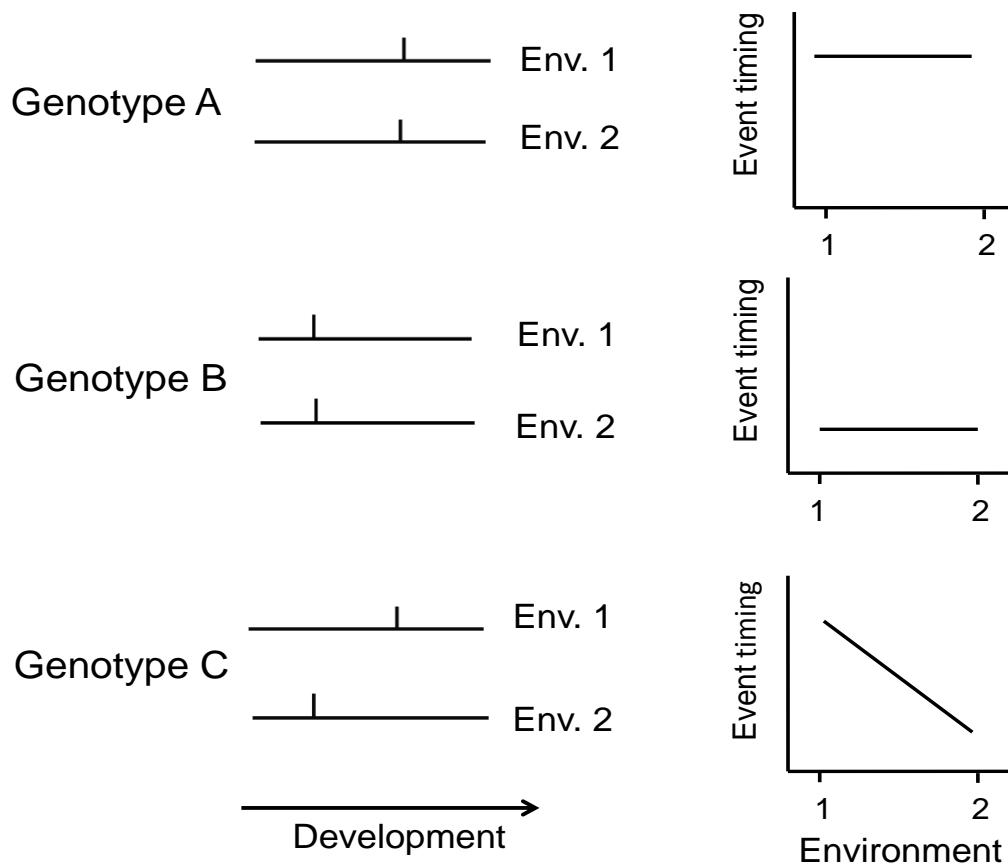 Genotype A
Env. 1
Env. 2
Event timing
1 2
Genotype B
Env. 1
Env. 2
Event timing
1 2
Genotype C
Env. 1
Env. 2
Event timing
1 2
Development
Environment